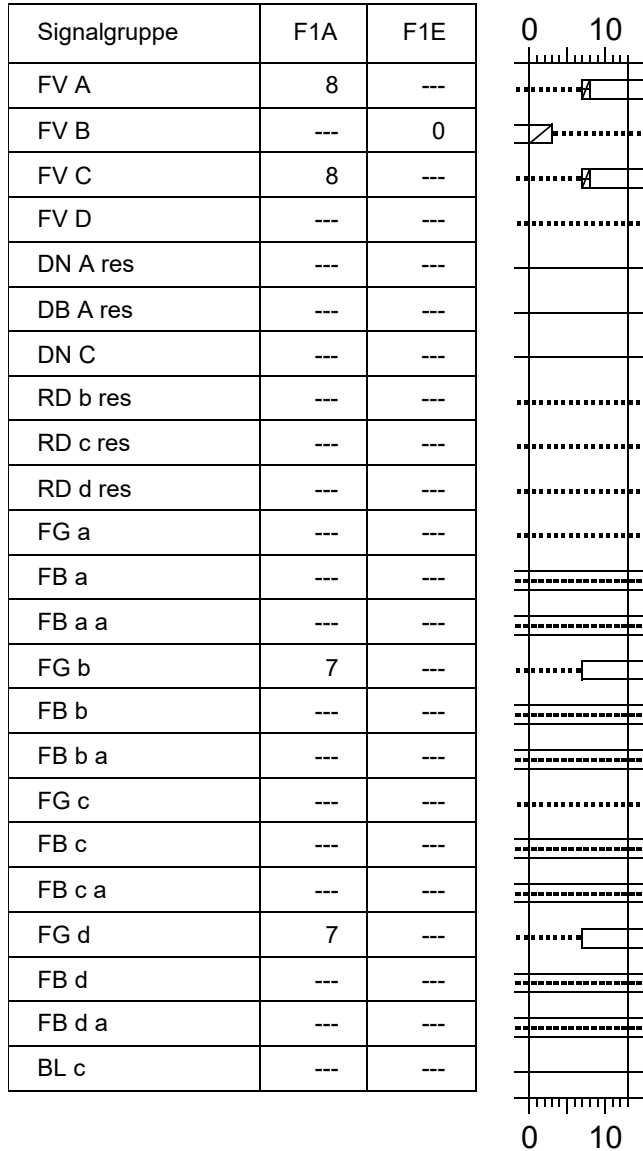 Signalgruppe F1A F1E 0 10
FV A 8 ---
FV B --- 0
FV C 8 ---
FV D --- ---
DN A res --- ---
DB A res --- ---
DN C --- ---
RD b res --- ---
RD c res --- ---
RD d res --- ---
FG a --- ---
FB a --- ---
FB a a --- ---
FG b 7 ---
FB b --- ---
FB b a --- ---
FG c --- ---
FB c --- ---
FB c a --- ---
FG d 7 ---
FB d --- ---
FB d a --- ---
BL c --- ---
0 10